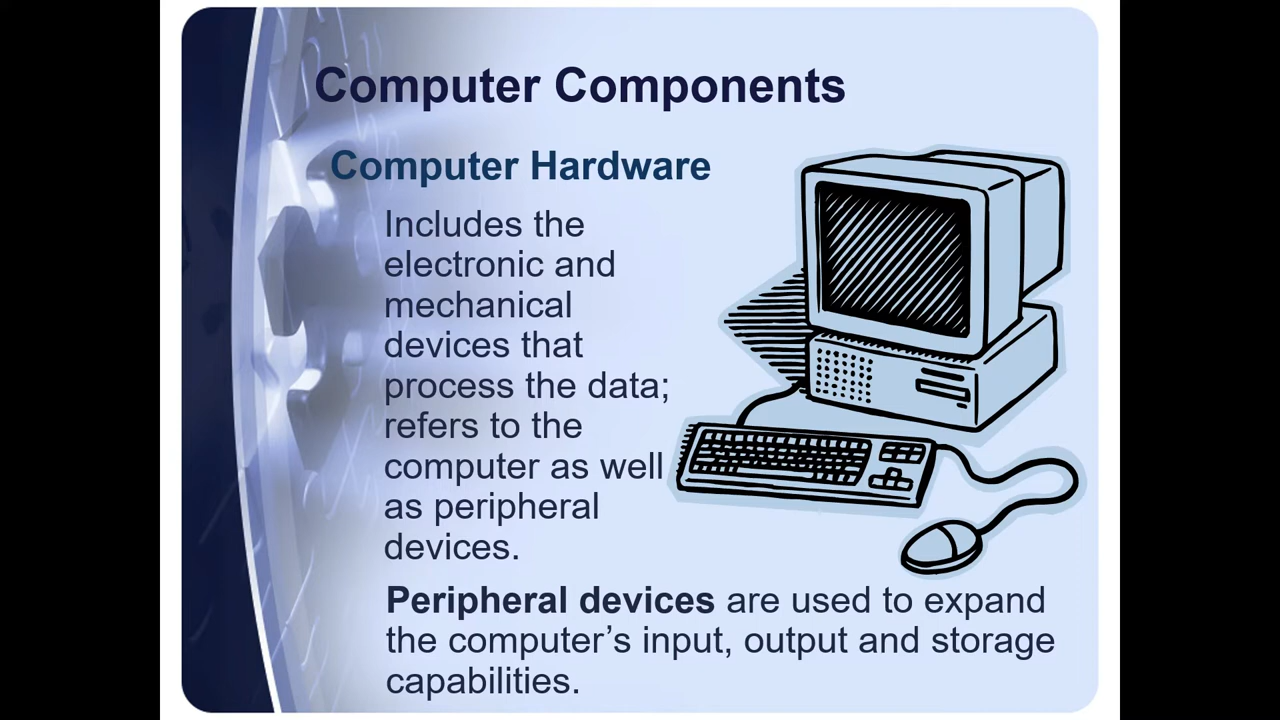 Computer Components
Computer Hardware
Includes the
electronic and
mechanical
devices that
process the data;
refers to the
computer as well
as peripheral
devices.
Peripheral devices are used to expand
the computer’s input, output and storage
capabilities.